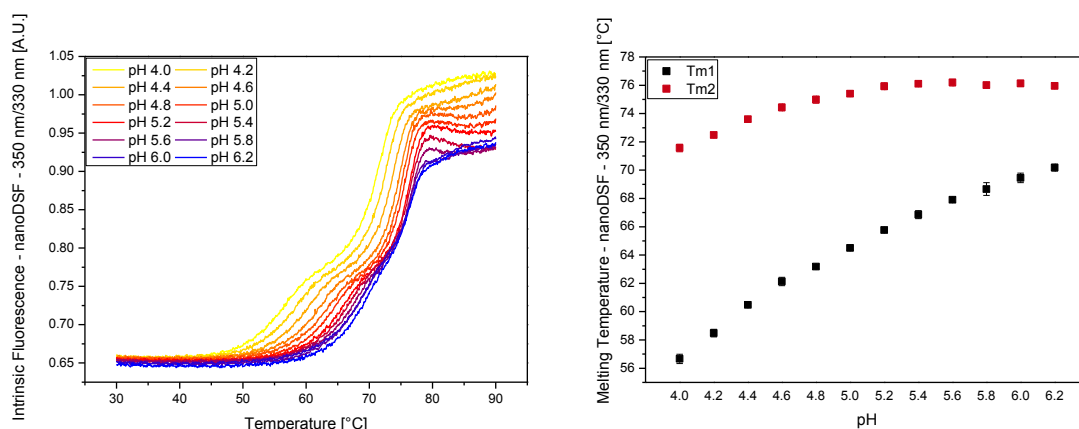 Intrinsic Fluorescence - nanoDSF - 350 nm/330 nm [A.U.]
1.05
1.00
0.95
0.90
0.85
0.80
0.75
0.70
0.65
pH 4.0 pH 4.2
pH 4.4 pH 4.6
pH 4.8 pH 5.0
pH 5.2 pH 5.4
pH 5.6 pH 5.8
pH 6.0 pH 6.2
30 40 50 60 70 80 90
Temperature [°C]
Melting Temperature - nanoDSF - 350 nm/330 nm [°C]
78
76
74
72
70
68
66
64
62
60
58
56
Tm1
Tm2
4.0 4.2 4.4 4.6 4.8 5.0 5.2 5.4 5.6 5.8 6.0 6.2
pH